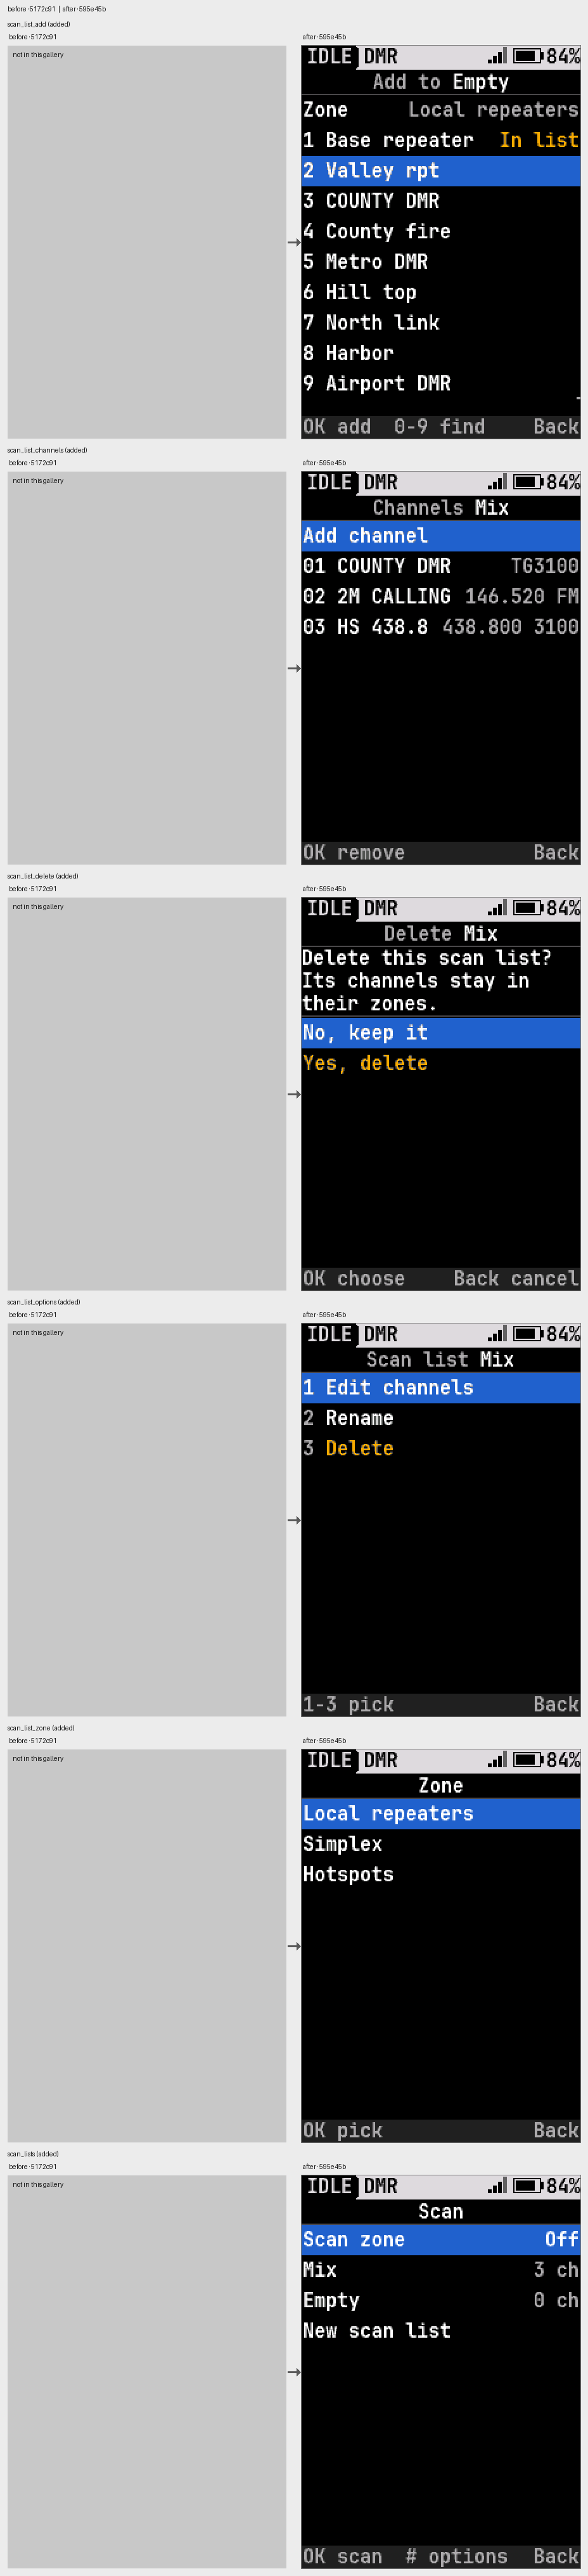 before · 5172c91 | after · 595e45b
scan_list_add (added)
before · 5172c91
after · 595e45b
not in this gallery
IDLE DMR 84%
Add to Empty
Zone Local repeaters
1 Base repeater In list
2 Valley rpt
3 COUNTY DMR
4 County fire
5 Metro DMR
6 Hill top
7 North link
8 Harbor
9 Airport DMR
→
OK add 0-9 find Back
scan_list_channels (added)
before · 5172c91
after · 595e45b
not in this gallery
IDLE DMR 84%
Channels Mix
Add channel
01 COUNTY DMR TG3100
02 2M CALLING 146.520 FM
03 HS 438.8 438.800 3100
→
OK remove Back
scan_list_delete (added)
before · 5172c91
after · 595e45b
not in this gallery
IDLE DMR 84%
Delete Mix
Delete this scan list?
Its channels stay in
their zones.
No, keep it
Yes, delete
→
OK choose Back cancel
scan_list_options (added)
before · 5172c91
after · 595e45b
not in this gallery
IDLE DMR 84%
Scan list Mix
1 Edit channels
2 Rename
3 Delete
→
1-3 pick Back
scan_list_zone (added)
before · 5172c91
after · 595e45b
not in this gallery
IDLE DMR 84%
Zone
Local repeaters
Simplex
Hotspots
→
OK pick Back
scan_lists (added)
before · 5172c91
after · 595e45b
not in this gallery
IDLE DMR 84%
Scan
Scan zone Off
Mix 3 ch
Empty 0 ch
New scan list
→
OK scan # options Back